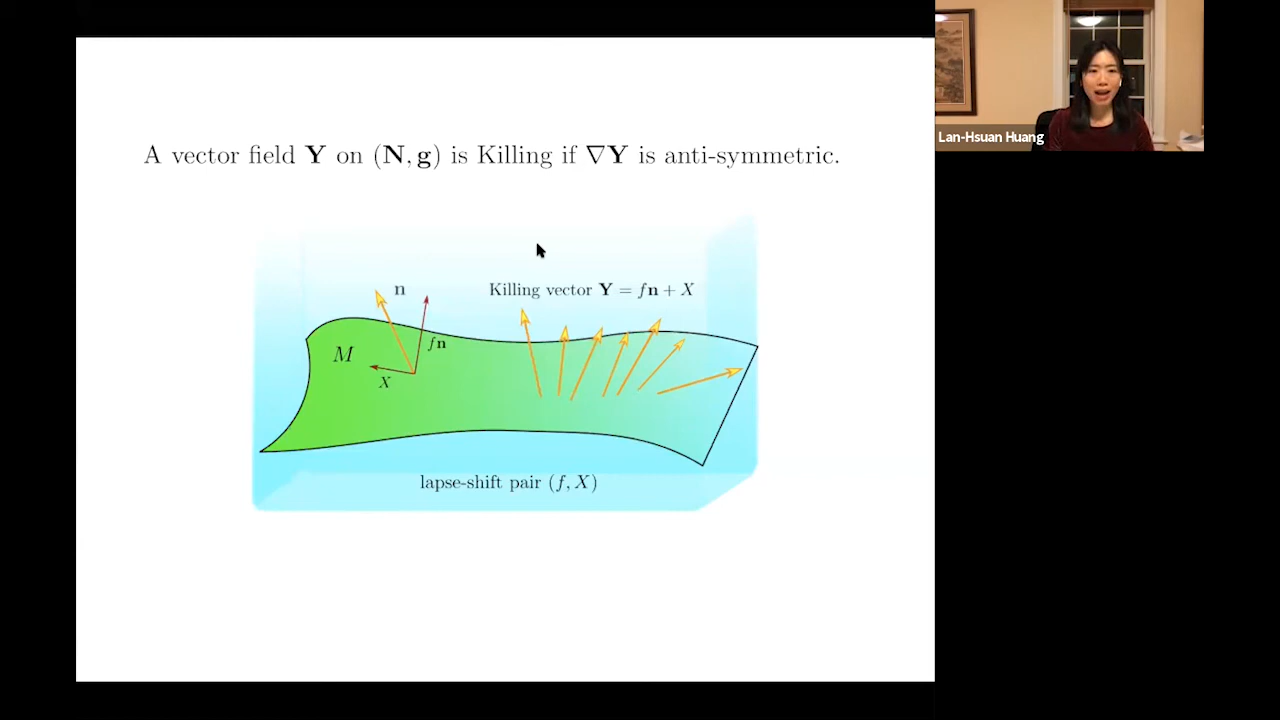 A vector field Y on (N, g) is Killing if ∇Y is anti-symmetric.
n
Killing vector Y = fn + X
fn
M
X
lapse-shift pair (f, X)
Lan-Hsuan Huang